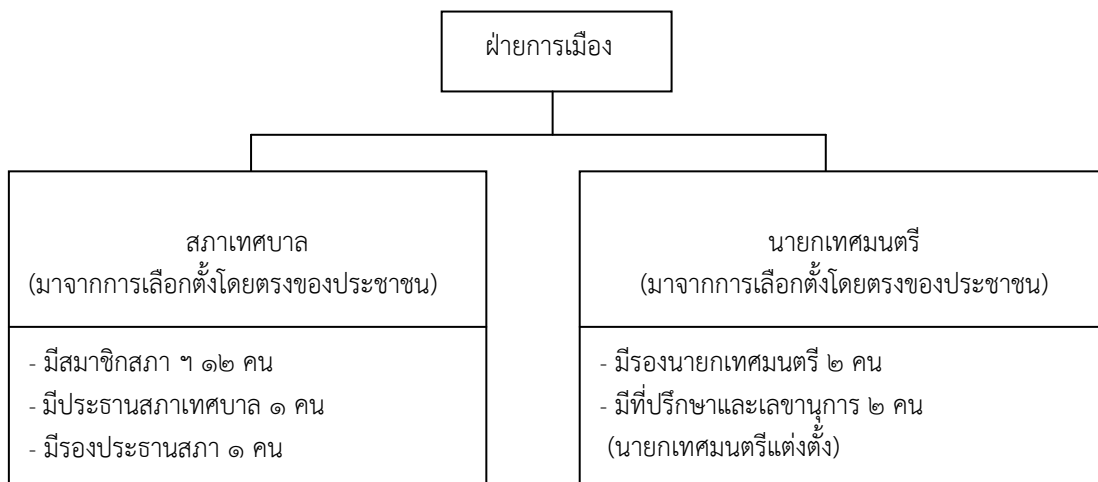 ฝ่ายการเมือง
สภาเทศบาล
(มาจากการเลือกตั้งโดยตรงของประชาชน)
- มีสมาชิกสภา ฯ ๑๒ คน
- มีประธานสภาเทศบาล ๑ คน
- มีรองประธานสภา ๑ คน
นายกเทศมนตรี
(มาจากการเลือกตั้งโดยตรงของประชาชน)
- มีรองนายกเทศมนตรี ๒ คน
- มีที่ปรึกษาและเลขานุการ ๒ คน
(นายกเทศมนตรีแต่งตั้ง)